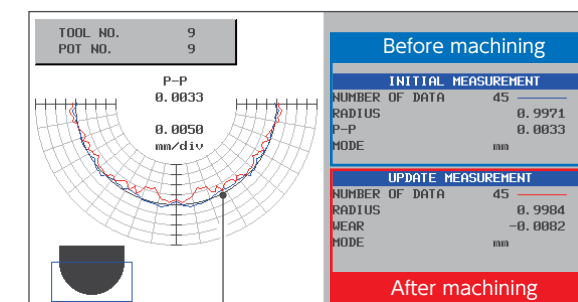 TOOL NO. 9
POT NO. 9
P-P
0.0033
0.0050
mm/div
Before machining
INITIAL MEASUREMENT
NUMBER OF DATA 45
RADIUS 0.9971
P-P 0.0033
MODE mm
UPDATE MEASUREMENT
NUMBER OF DATA 45
RADIUS 0.9984
WEAR -0.0082
MODE mm
After machining